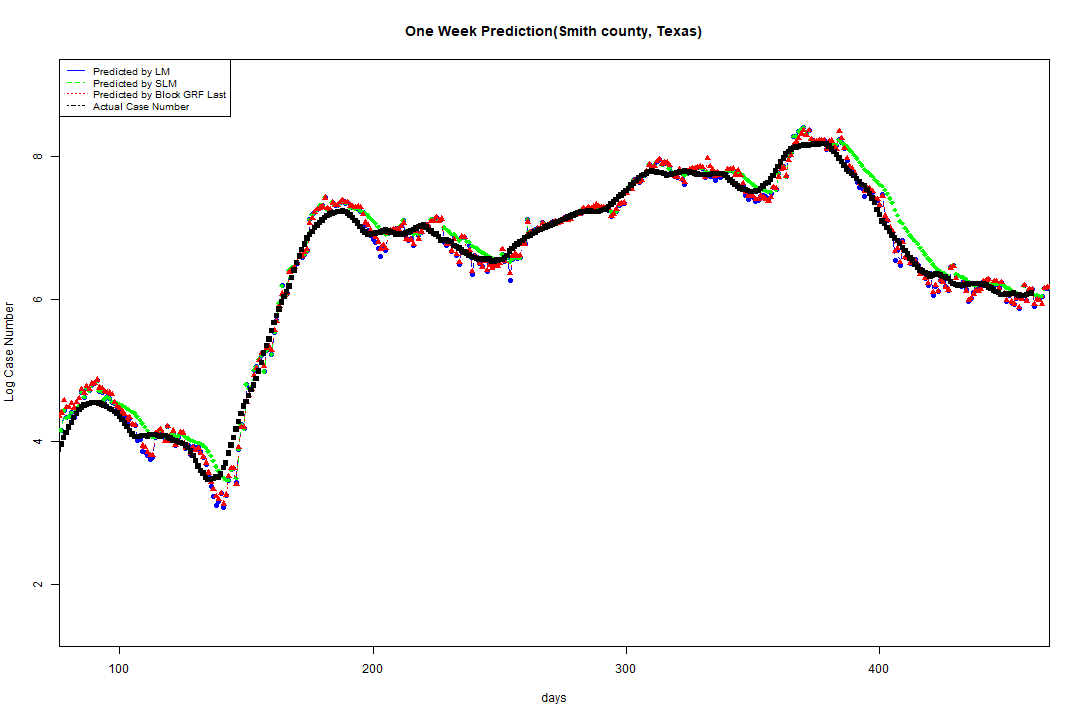 One Week Prediction(Smith county, Texas)
Predicted by LM
Predicted by SLM
Predicted by Block GRF Last
Actual Case Number
8
6
4
2
Log Case Number
100 200 300 400
days